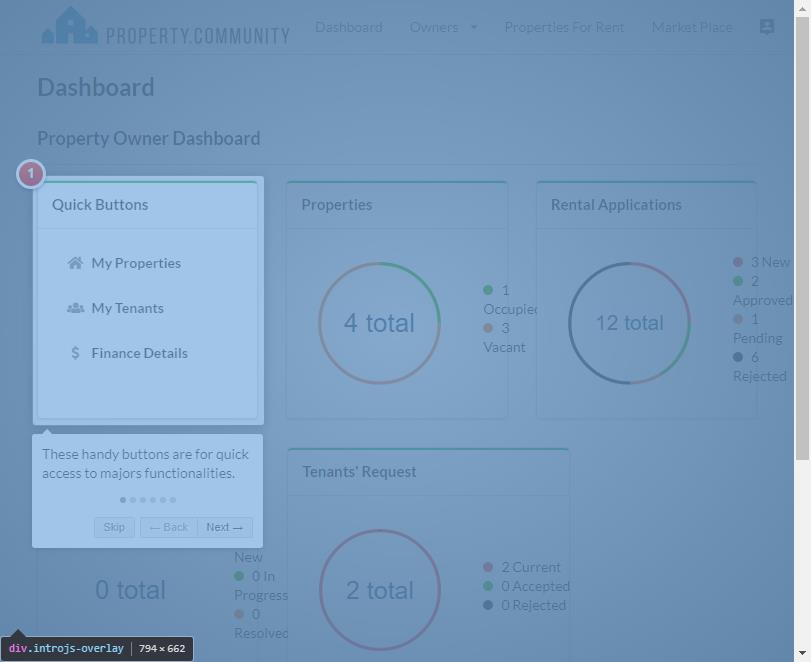 PROPERTY.COMMUNITY
Dashboard
Owners
Properties For Rent
Market Place
Dashboard
Property Owner Dashboard
1
Quick Buttons
My Properties
My Tenants
Finance Details
Properties
4 total
1
Occupied
3
Vacant
Rental Applications
12 total
3 New
2
Approved
1
Pending
6
Rejected
These handy buttons are for quick
access to majors functionalities.
Skip
← Back
Next →
0 total
New
0 In
Progress
0
Resolved
Tenants' Request
2 total
2 Current
0 Accepted
0 Rejected
div.introjs-overlay
794 × 662